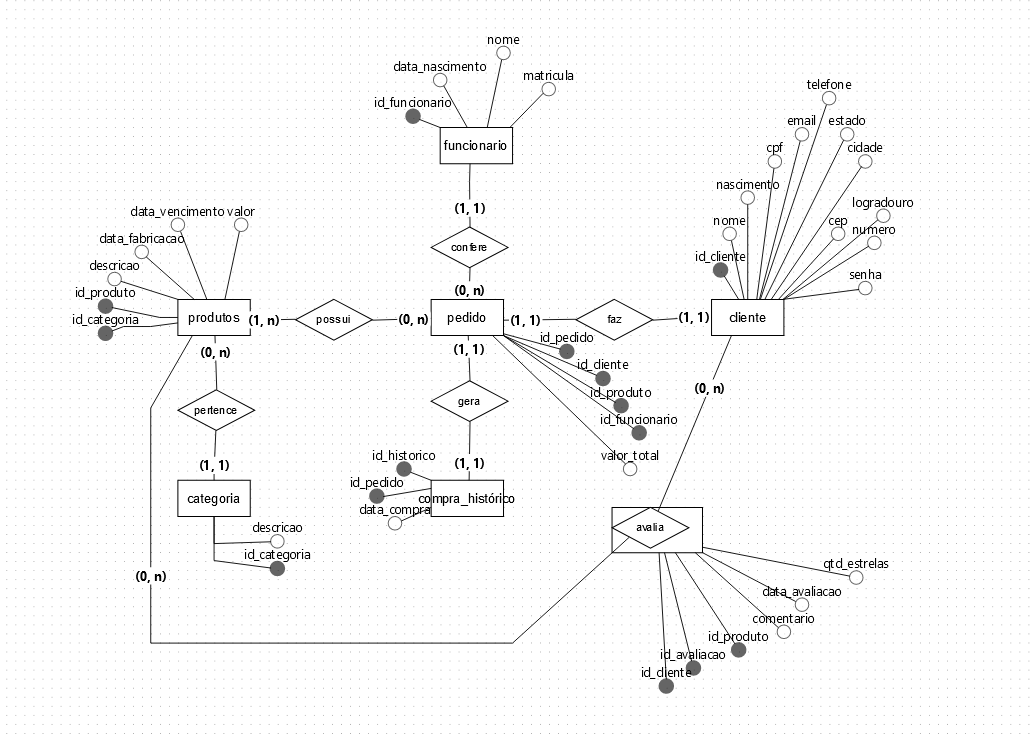 nome
data_nascimento
matricula
id_funcionario
funcionario
(1, 1)
confere
(0, n)
telefone
email
estado
cpf
cidade
nascimento
logradouro
nome
cep
numero
id_cliente
senha
data_vencimento
valor
data_fabricacao
descricao
id_produto
id_categoria
produtos
(1, n)
possui
(0, n)
pedido
(1, 1)
faz
(1, 1)
cliente
id_pedido
id_cliente
id_produto
id_funcionario
valor_total
(0, n)
pertence
(1, 1)
categoria
descricao
id_categoria
(1, 1)
gera
(1, 1)
id_historico
id_pedido
data_compra
compra_histórico
(0, n)
(0, n)
avalia
qtd_estrelas
data_avaliacao
comentario
id_produto
id_avaliacao
id_cliente